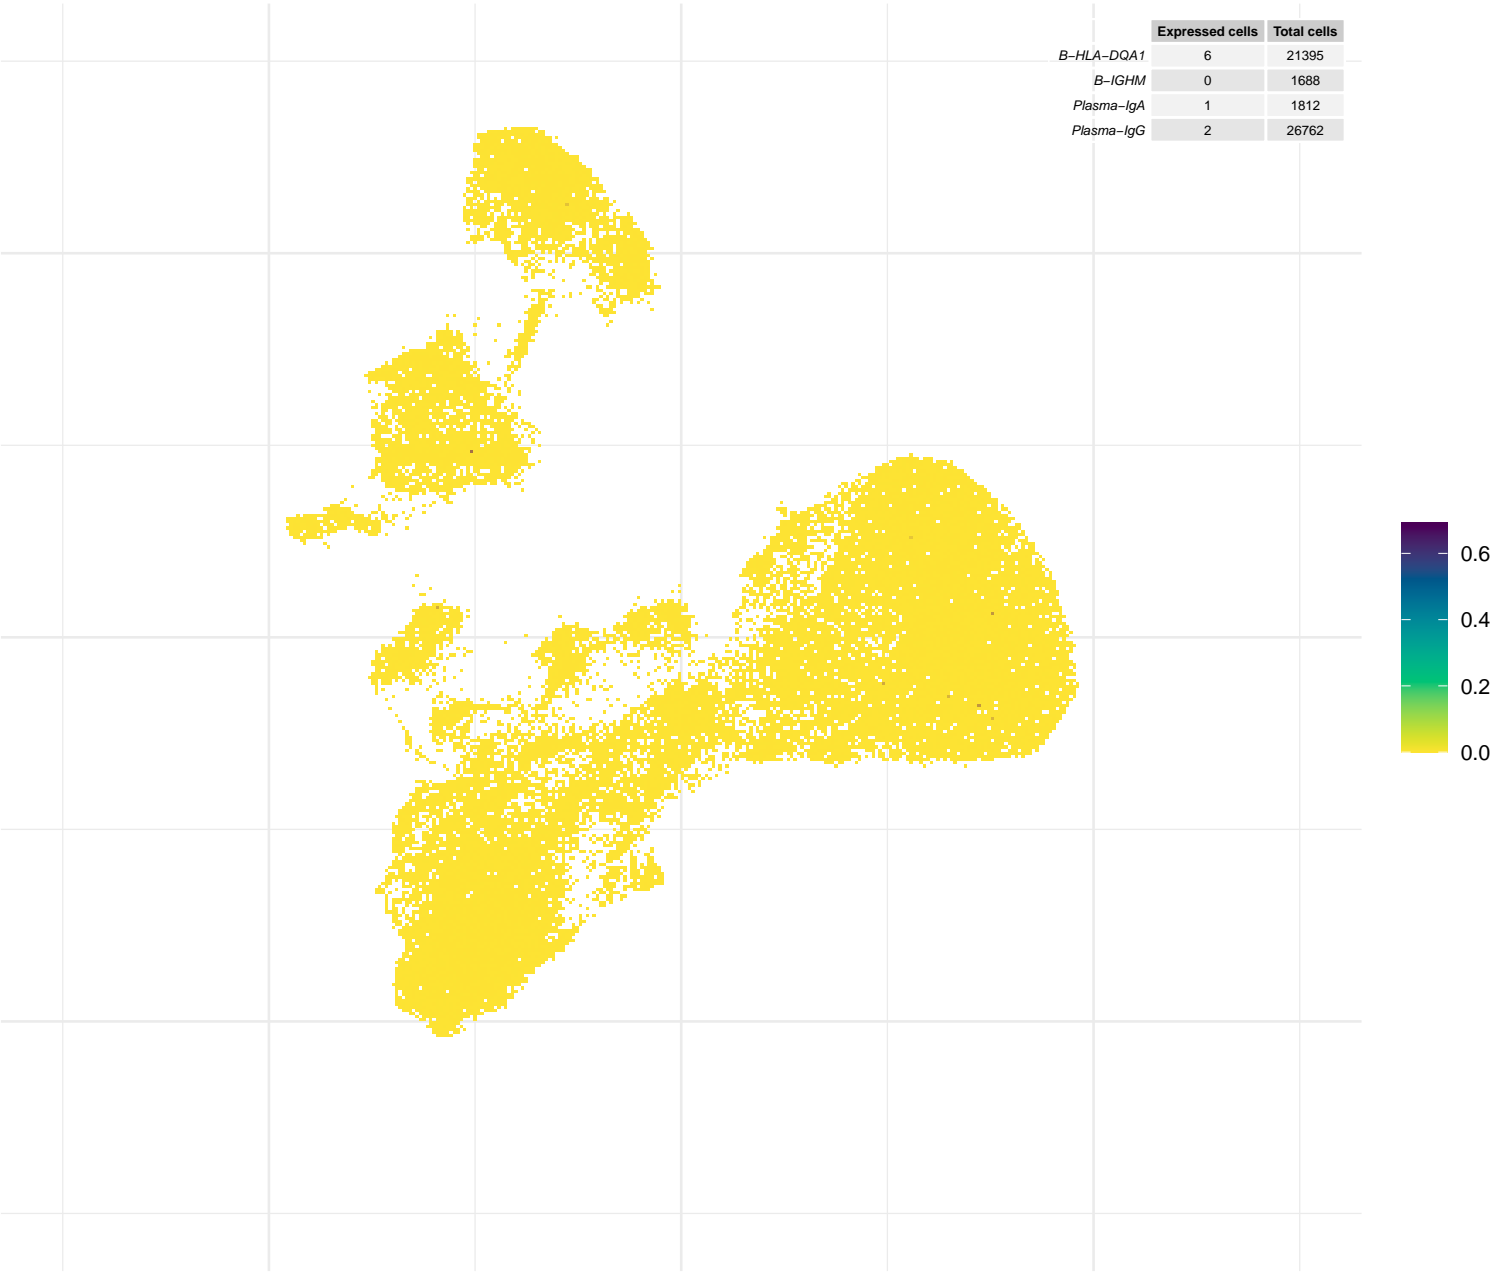 Expressed cells Total cells
B−HLA−DQA1 6 21395
B−IGHM 0 1688
Plasma−IgA 1 1812
Plasma−IgG 2 26762
0.6
0.4
0.2
0.0